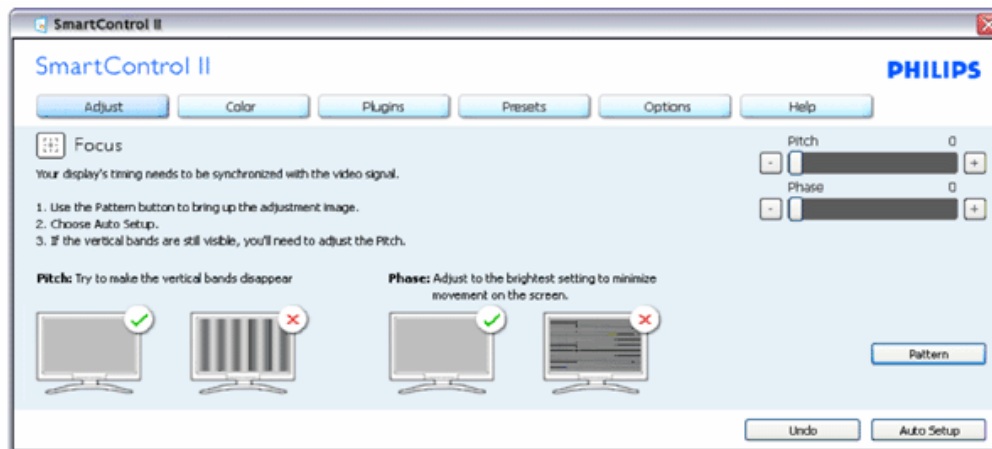 SmartControl II
SmartControl II
PHILIPS
Adjust Color Plugins Presets Options Help
Focus
Your display's timing needs to be synchronized with the video signal.
1. Use the Pattern button to bring up the adjustment image.
2. Choose Auto Setup.
3. If the vertical bands are still visible, you'll need to adjust the Pitch.
Pitch 0
- +
Phase 0
- +
Pitch: Try to make the vertical bands disappear
Phase: Adjust to the brightest setting to minimize
movement on the screen.
Pattern
Undo Auto Setup